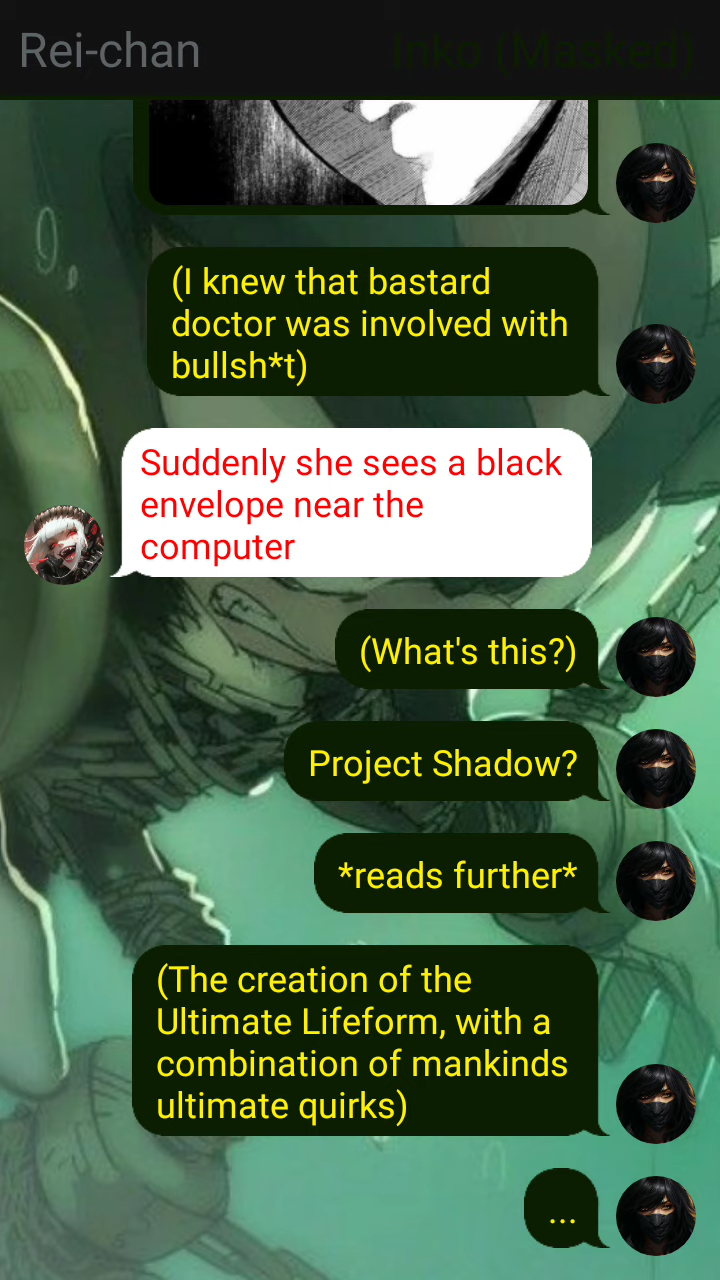 Rei-chan
Inko (Masked)
(I knew that bastard
doctor was involved with
bullsh*t)
Suddenly she sees a black
envelope near the
computer
(What's this?)
Project Shadow?
*reads further*
(The creation of the
Ultimate Lifeform, with a
combination of mankinds
ultimate quirks)
...